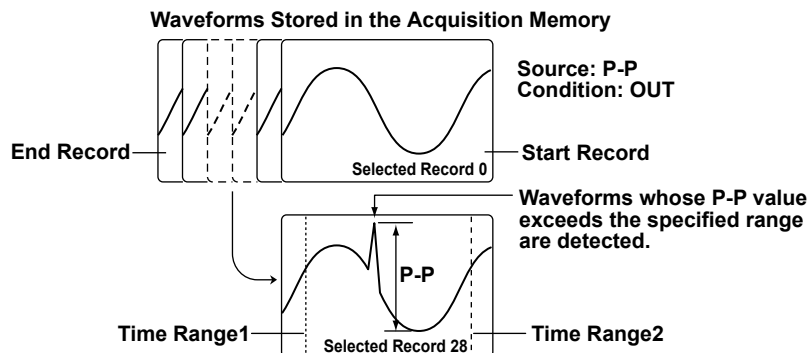 Waveforms Stored in the Acquisition Memory
Source: P-P
Condition: OUT
End Record
Selected Record 0
Start Record
Waveforms whose P-P value
exceeds the specified range
are detected.
P-P
Time Range1
Selected Record 28
Time Range2